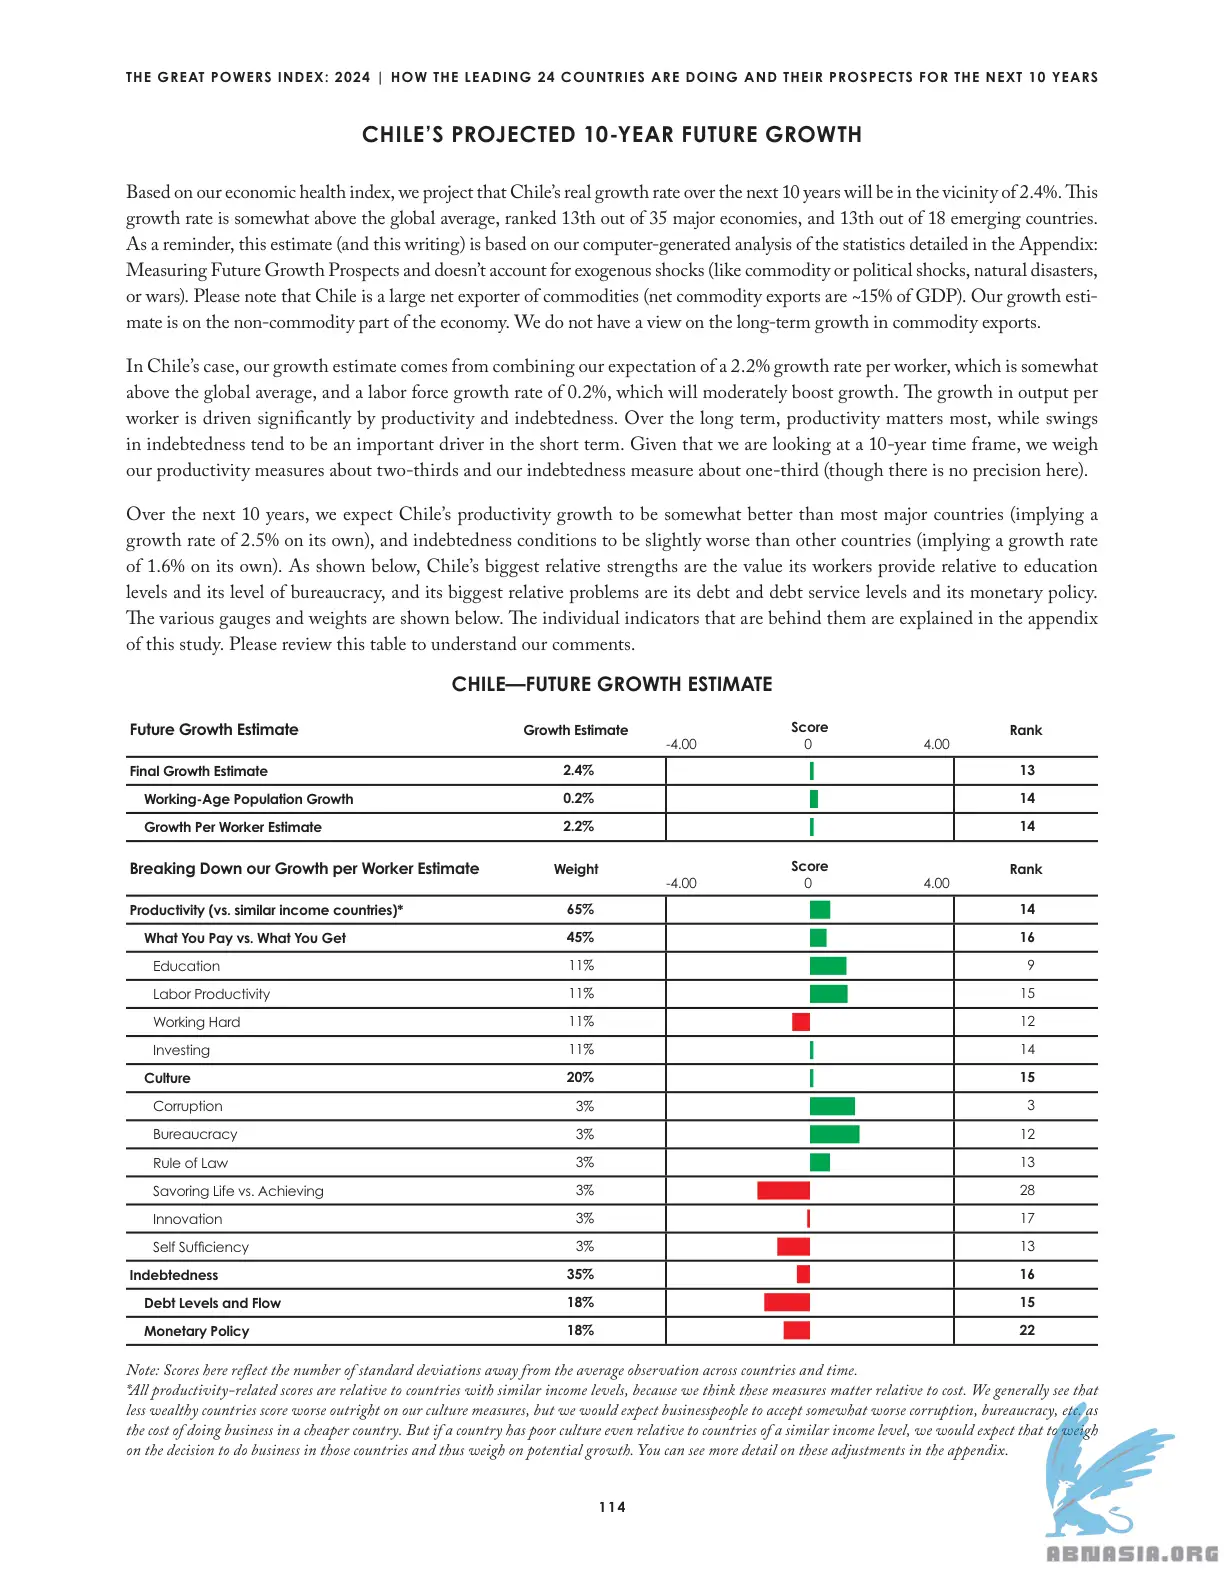 THE GREAT POWERS INDEX: 2024 | HOW THE LEADING 24 COUNTRIES ARE DOING AND THEIR PROSPECTS FOR THE NEXT 10 YEARS
CHILE’S PROJECTED 10-YEAR FUTURE GROWTH
Based on our economic health index, we project that Chile’s real growth rate over the next 10 years will be in the vicinity of 2.4%. This
growth rate is somewhat above the global average, ranked 13th out of 35 major economies, and 13th out of 18 emerging countries.
As a reminder, this estimate (and this writing) is based on our computer-generated analysis of the statistics detailed in the Appendix:
Measuring Future Growth Prospects and doesn’t account for exogenous shocks (like commodity or political shocks, natural disasters,
or wars). Please note that Chile is a large net exporter of commodities (net commodity exports are ~15% of GDP). Our growth esti-
mate is on the non-commodity part of the economy. We do not have a view on the long-term growth in commodity exports.
In Chile’s case, our growth estimate comes from combining our expectation of a 2.2% growth rate per worker, which is somewhat
above the global average, and a labor force growth rate of 0.2%, which will moderately boost growth. The growth in output per
worker is driven significantly by productivity and indebtedness. Over the long term, productivity matters most, while swings
in indebtedness tend to be an important driver in the short term. Given that we are looking at a 10-year time frame, we weigh
our productivity measures about two-thirds and our indebtedness measure about one-third (though there is no precision here).
Over the next 10 years, we expect Chile’s productivity growth to be somewhat better than most major countries (implying a
growth rate of 2.5% on its own), and indebtedness conditions to be slightly worse than other countries (implying a growth rate
of 1.6% on its own). As shown below, Chile’s biggest relative strengths are the value its workers provide relative to education
levels and its level of bureaucracy, and its biggest relative problems are its debt and debt service levels and its monetary policy.
The various gauges and weights are shown below. The individual indicators that are behind them are explained in the appendix
of this study. Please review this table to understand our comments.
CHILE—FUTURE GROWTH ESTIMATE
Future Growth Estimate Growth Estimate Score Rank
-4.00 0 4.00
Final Growth Estimate 2.4% 13
Working-Age Population Growth 0.2% 14
Growth Per Worker Estimate 2.2% 14
Breaking Down our Growth per Worker Estimate Weight Score Rank
-4.00 0 4.00
Productivity (vs. similar income countries)* 65% 14
What You Pay vs. What You Get 45% 16
Education 11% 9
Labor Productivity 11% 15
Working Hard 11% 12
Investing 11% 14
Culture 20% 15
Corruption 3% 3
Bureaucracy 3% 12
Rule of Law 3% 13
Savoring Life vs. Achieving 3% 28
Innovation 3% 17
Self Sufficiency 3% 13
Indebtedness 35% 16
Debt Levels and Flow 18% 15
Monetary Policy 18% 22
Note: Scores here reflect the number of standard deviations away from the average observation across countries and time.
*All productivity-related scores are relative to countries with similar income levels, because we think these measures matter relative to cost. We generally see that
less wealthy countries score worse outright on our culture measures, but we would expect businesspeople to accept somewhat worse corruption, bureaucracy, etc. as
the cost of doing business in a cheaper country. But if a country has poor culture even relative to countries of a similar income level, we would expect that to weigh
on the decision to do business in those countries and thus weigh on potential growth. You can see more detail on these adjustments in the appendix.
114
ABNASIA.ORG